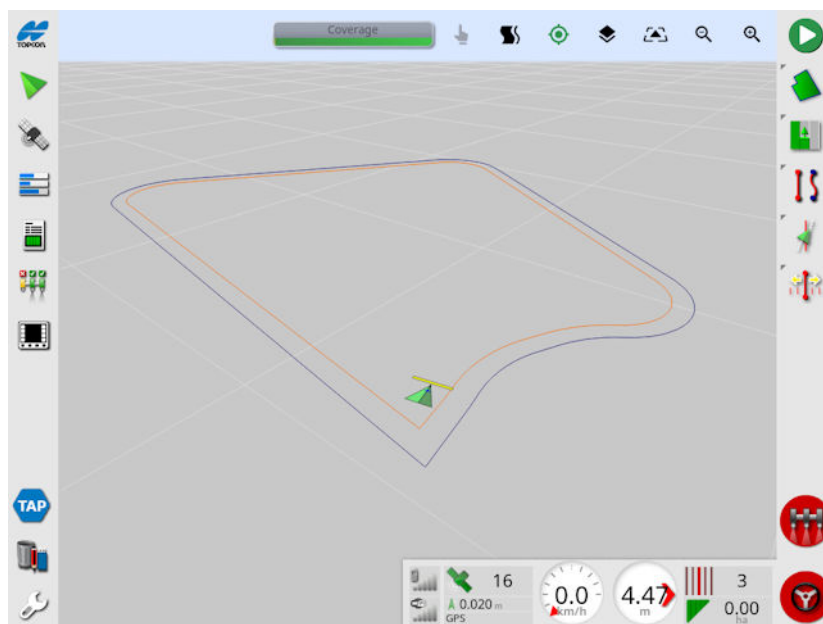 Coverage
TOPCON
TAP
16
0.020 m
GPS
0.0
km/h
4.47
m
3
0.00
ha